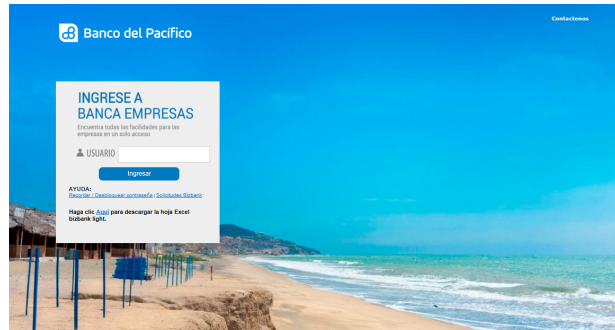 Contactenos
Banco del Pacífico
INGRESE A
BANCA EMPRESAS
Encuentra todas las facilidades para las
empresas en un solo acceso
USUARIO
Ingresar
AYUDA:
Recordar / Desbloquear contraseña | Solicitudes Bizbank
Haga clic Aquí para descargar la hoja Excel
bizbank light.